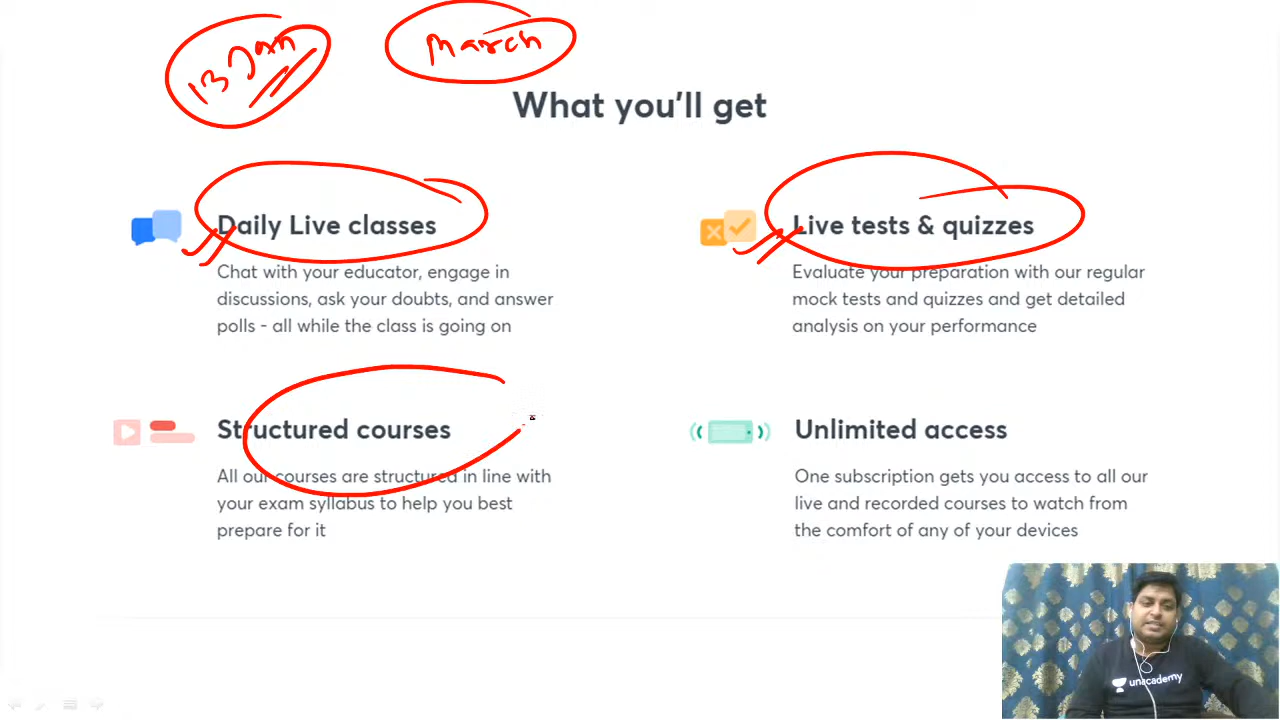 13 Jan
March
What you'll get
Daily Live classes
Chat with your educator, engage in
discussions, ask your doubts, and answer
polls - all while the class is going on
Live tests & quizzes
Evaluate your preparation with our regular
mock tests and quizzes and get detailed
analysis on your performance
Structured courses
All our courses are structured in line with
your exam syllabus to help you best
prepare for it
Unlimited access
One subscription gets you access to all our
live and recorded courses to watch from
the comfort of any of your devices
unacademy